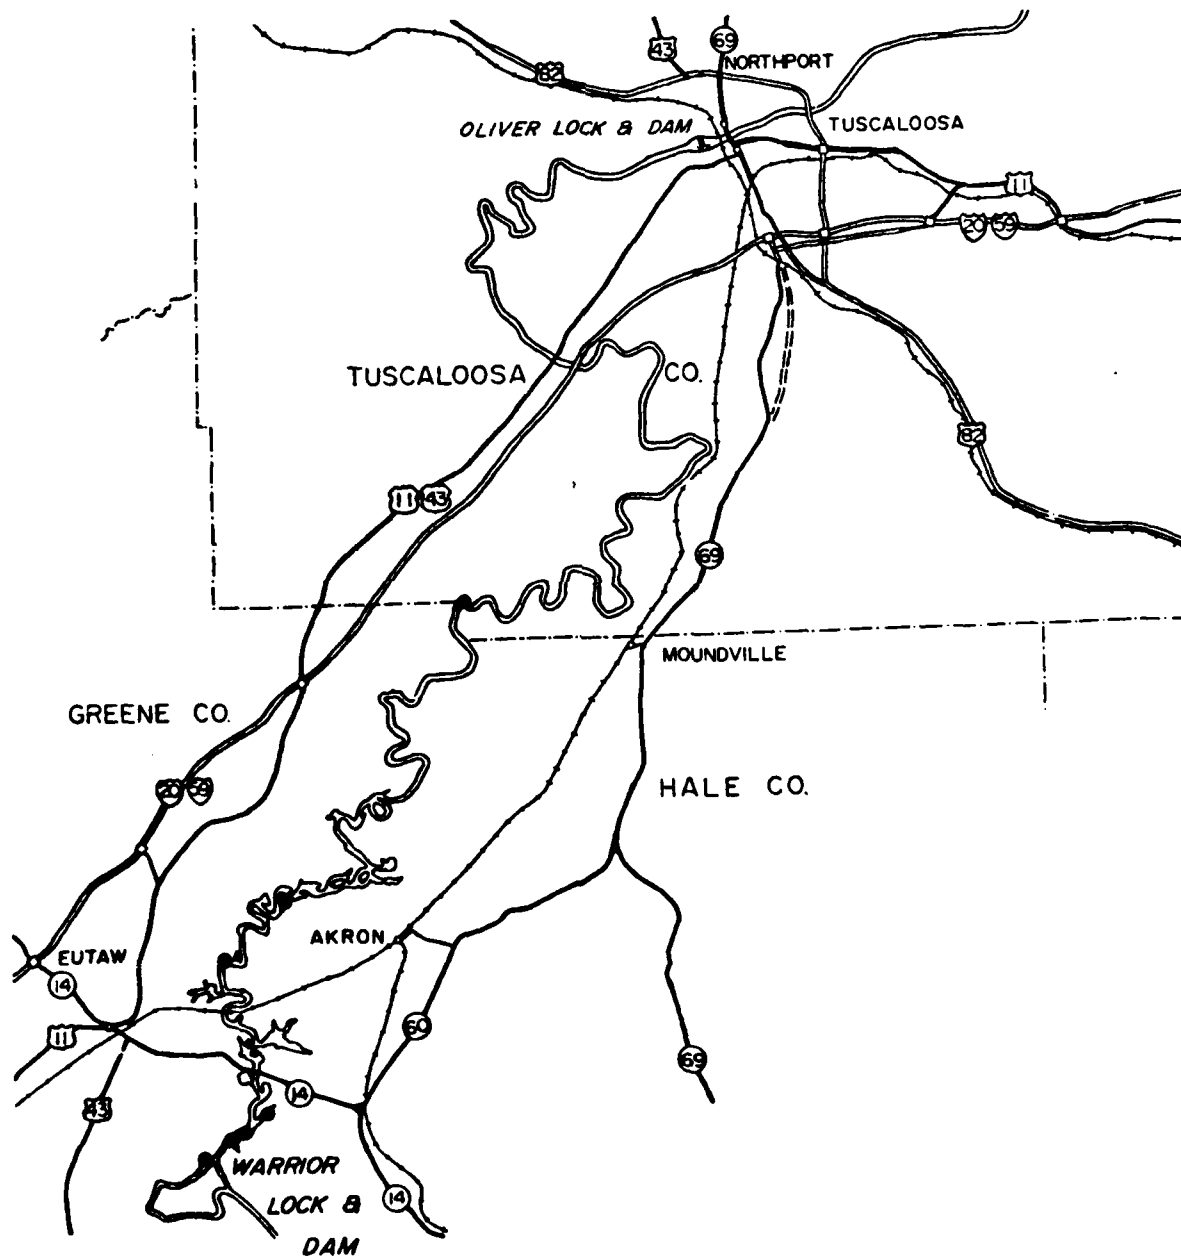 69
43
NORTHPORT
82
OLIVER LOCK & DAM
TUSCALOOSA
11
20 59
TUSCALOOSA CO.
82
11 43
69
MOUNDVILLE
GREENE CO.
20 59
HALE CO.
AKRON
EUTAW
14
60
11
69
14
43
WARRIOR
LOCK &
DAM
14